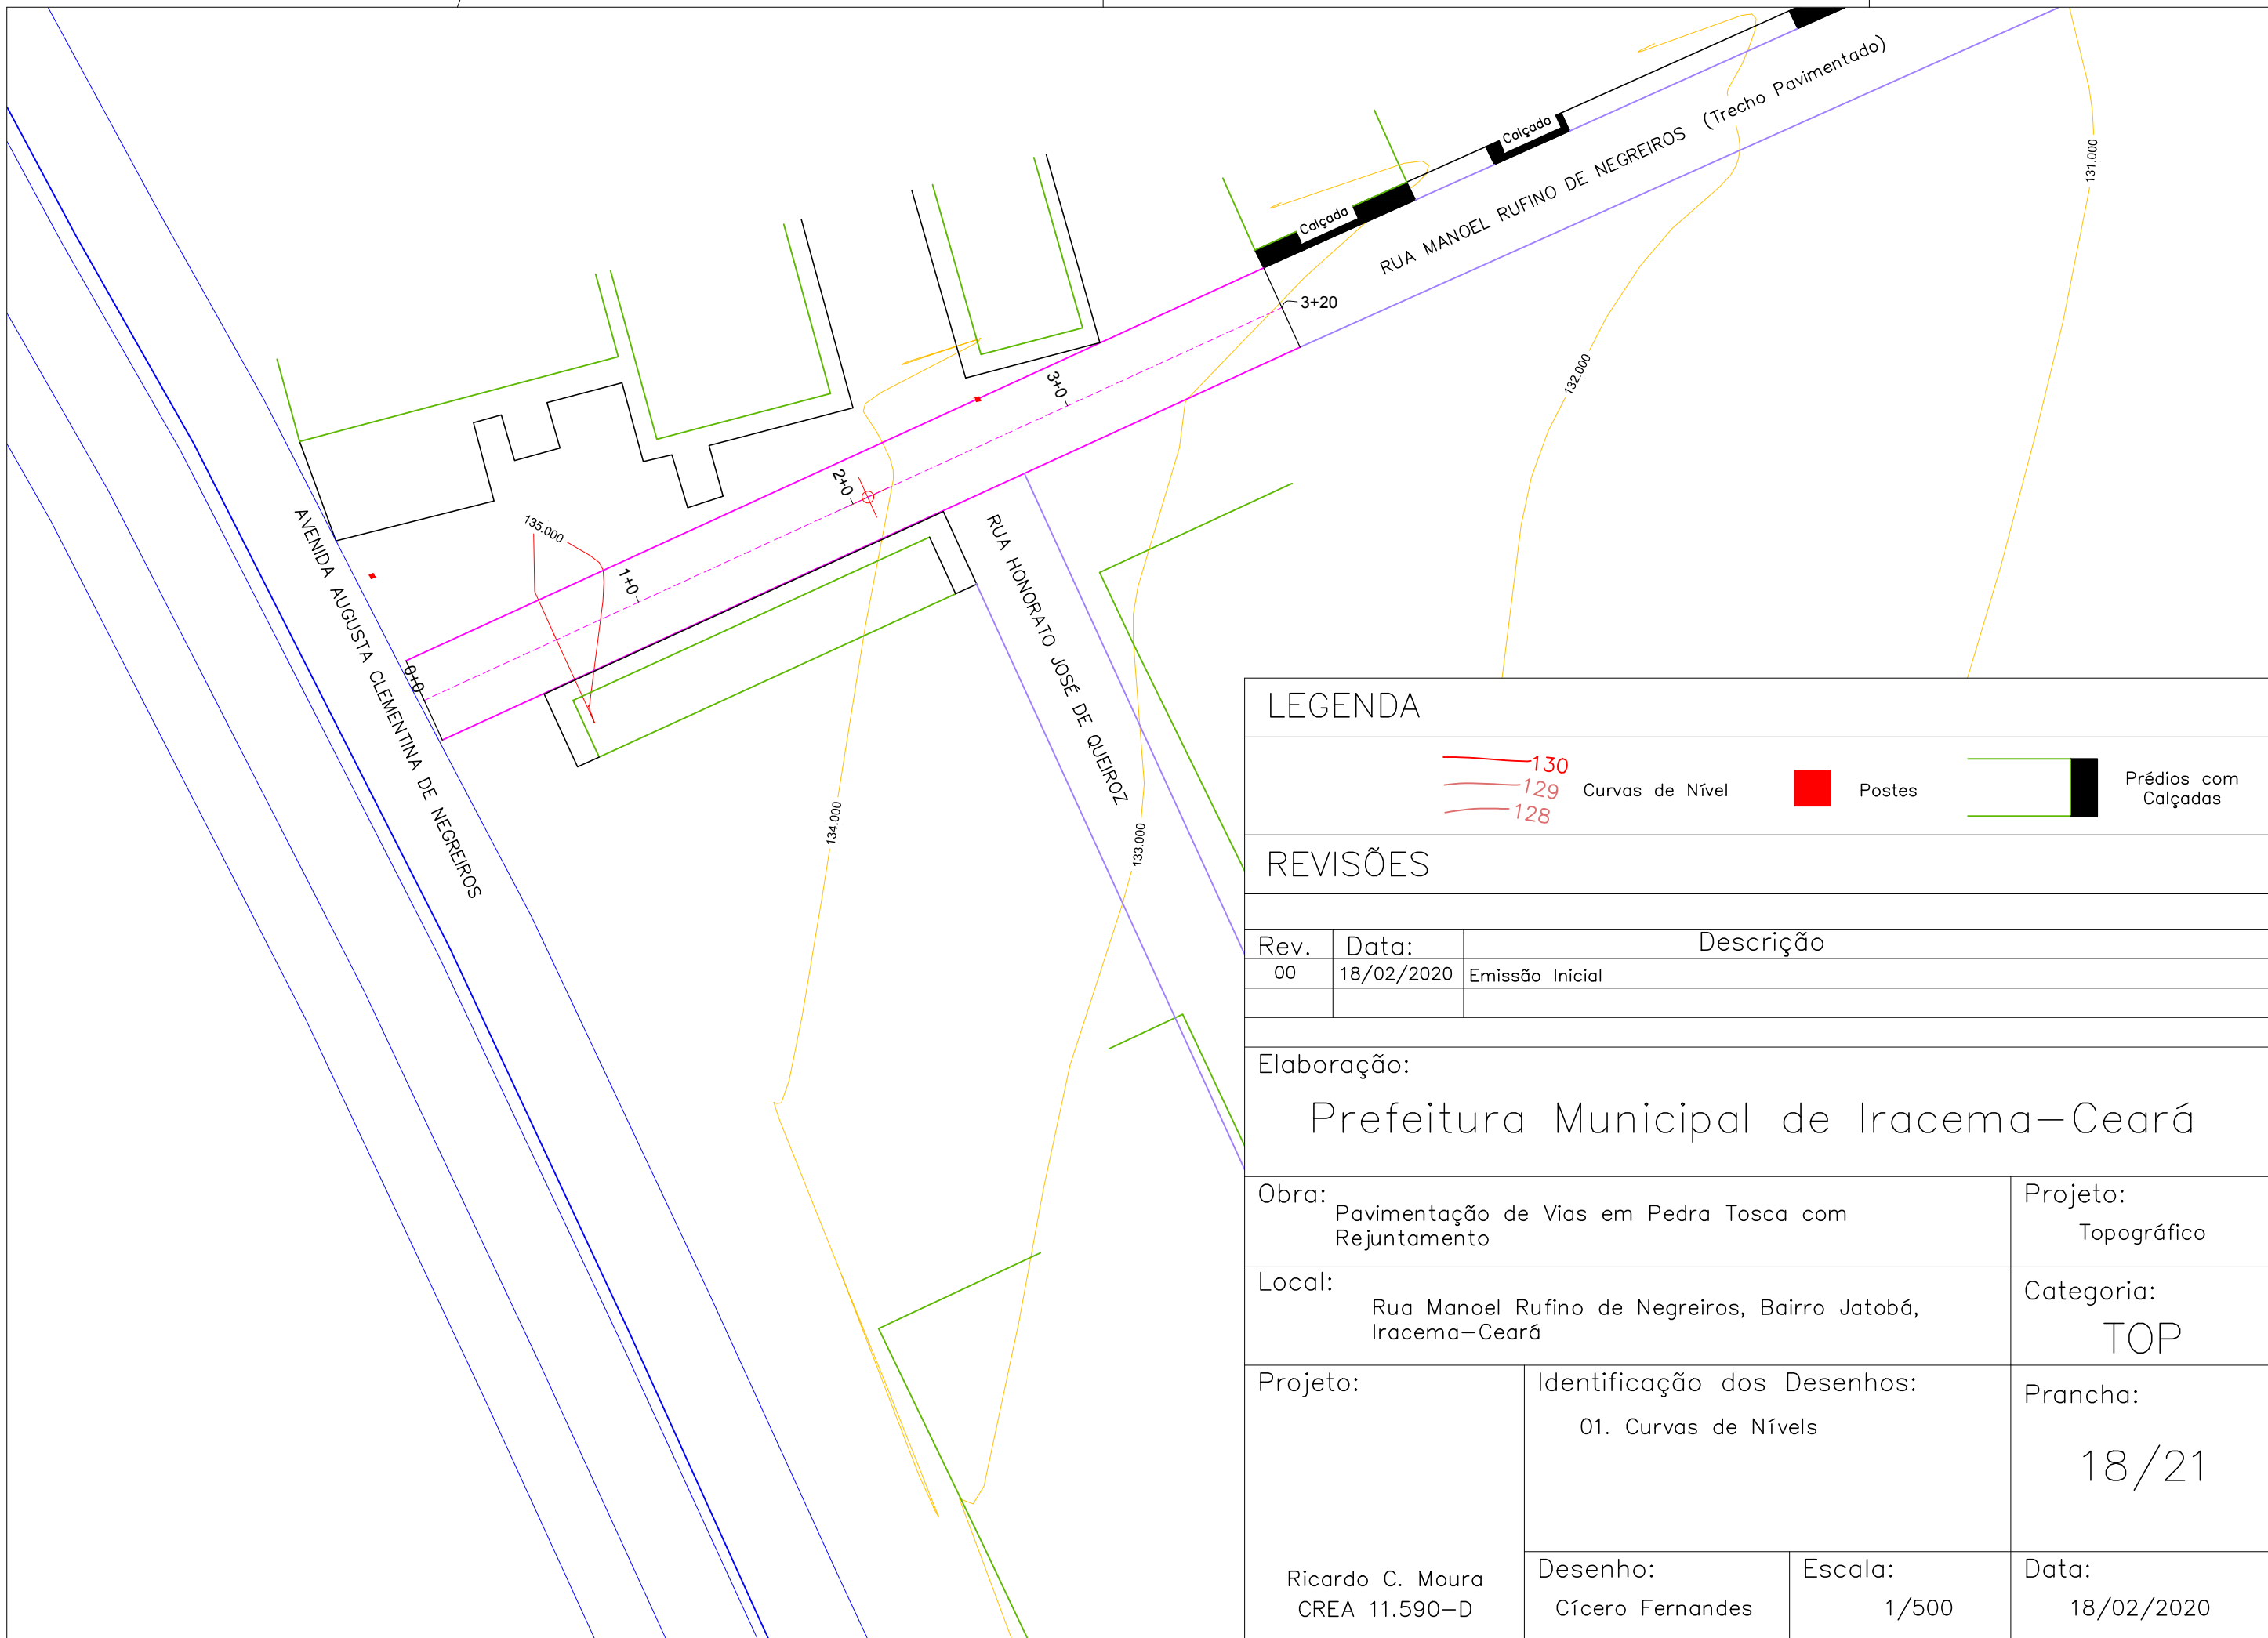 RUA MANOEL RUFINO DE NEGREIROS (Trecho Pavimentado)
Calçada
Calçada
131.000
3+20
132.000
3+0
2+0
135.000
1+0
0+0
AVENIDA AUGUSTA CLEMENTINA DE NEGREIROS
RUA HONORATO JOSÉ DE QUEIROZ
134.000
133.000
LEGENDA
130
129
128
Curvas de Nível
Postes
Prédios com
Calçadas
REVISÕES
Rev. Data: Descrição
00 18/02/2020 Emissão Inicial
Elaboração:
Prefeitura Municipal de Iracema-Ceará
Obra:
Pavimentação de Vias em Pedra Tosca com
Rejuntamento
Projeto:
Topográfico
Local:
Rua Manoel Rufino de Negreiros, Bairro Jatobá,
Iracema-Ceará
Categoria:
TOP
Projeto:
Ricardo C. Moura
CREA 11.590-D
Identificação dos Desenhos:
01. Curvas de Nívels
Prancha:
18/21
Desenho:
Cícero Fernandes
Escala:
1/500
Data:
18/02/2020